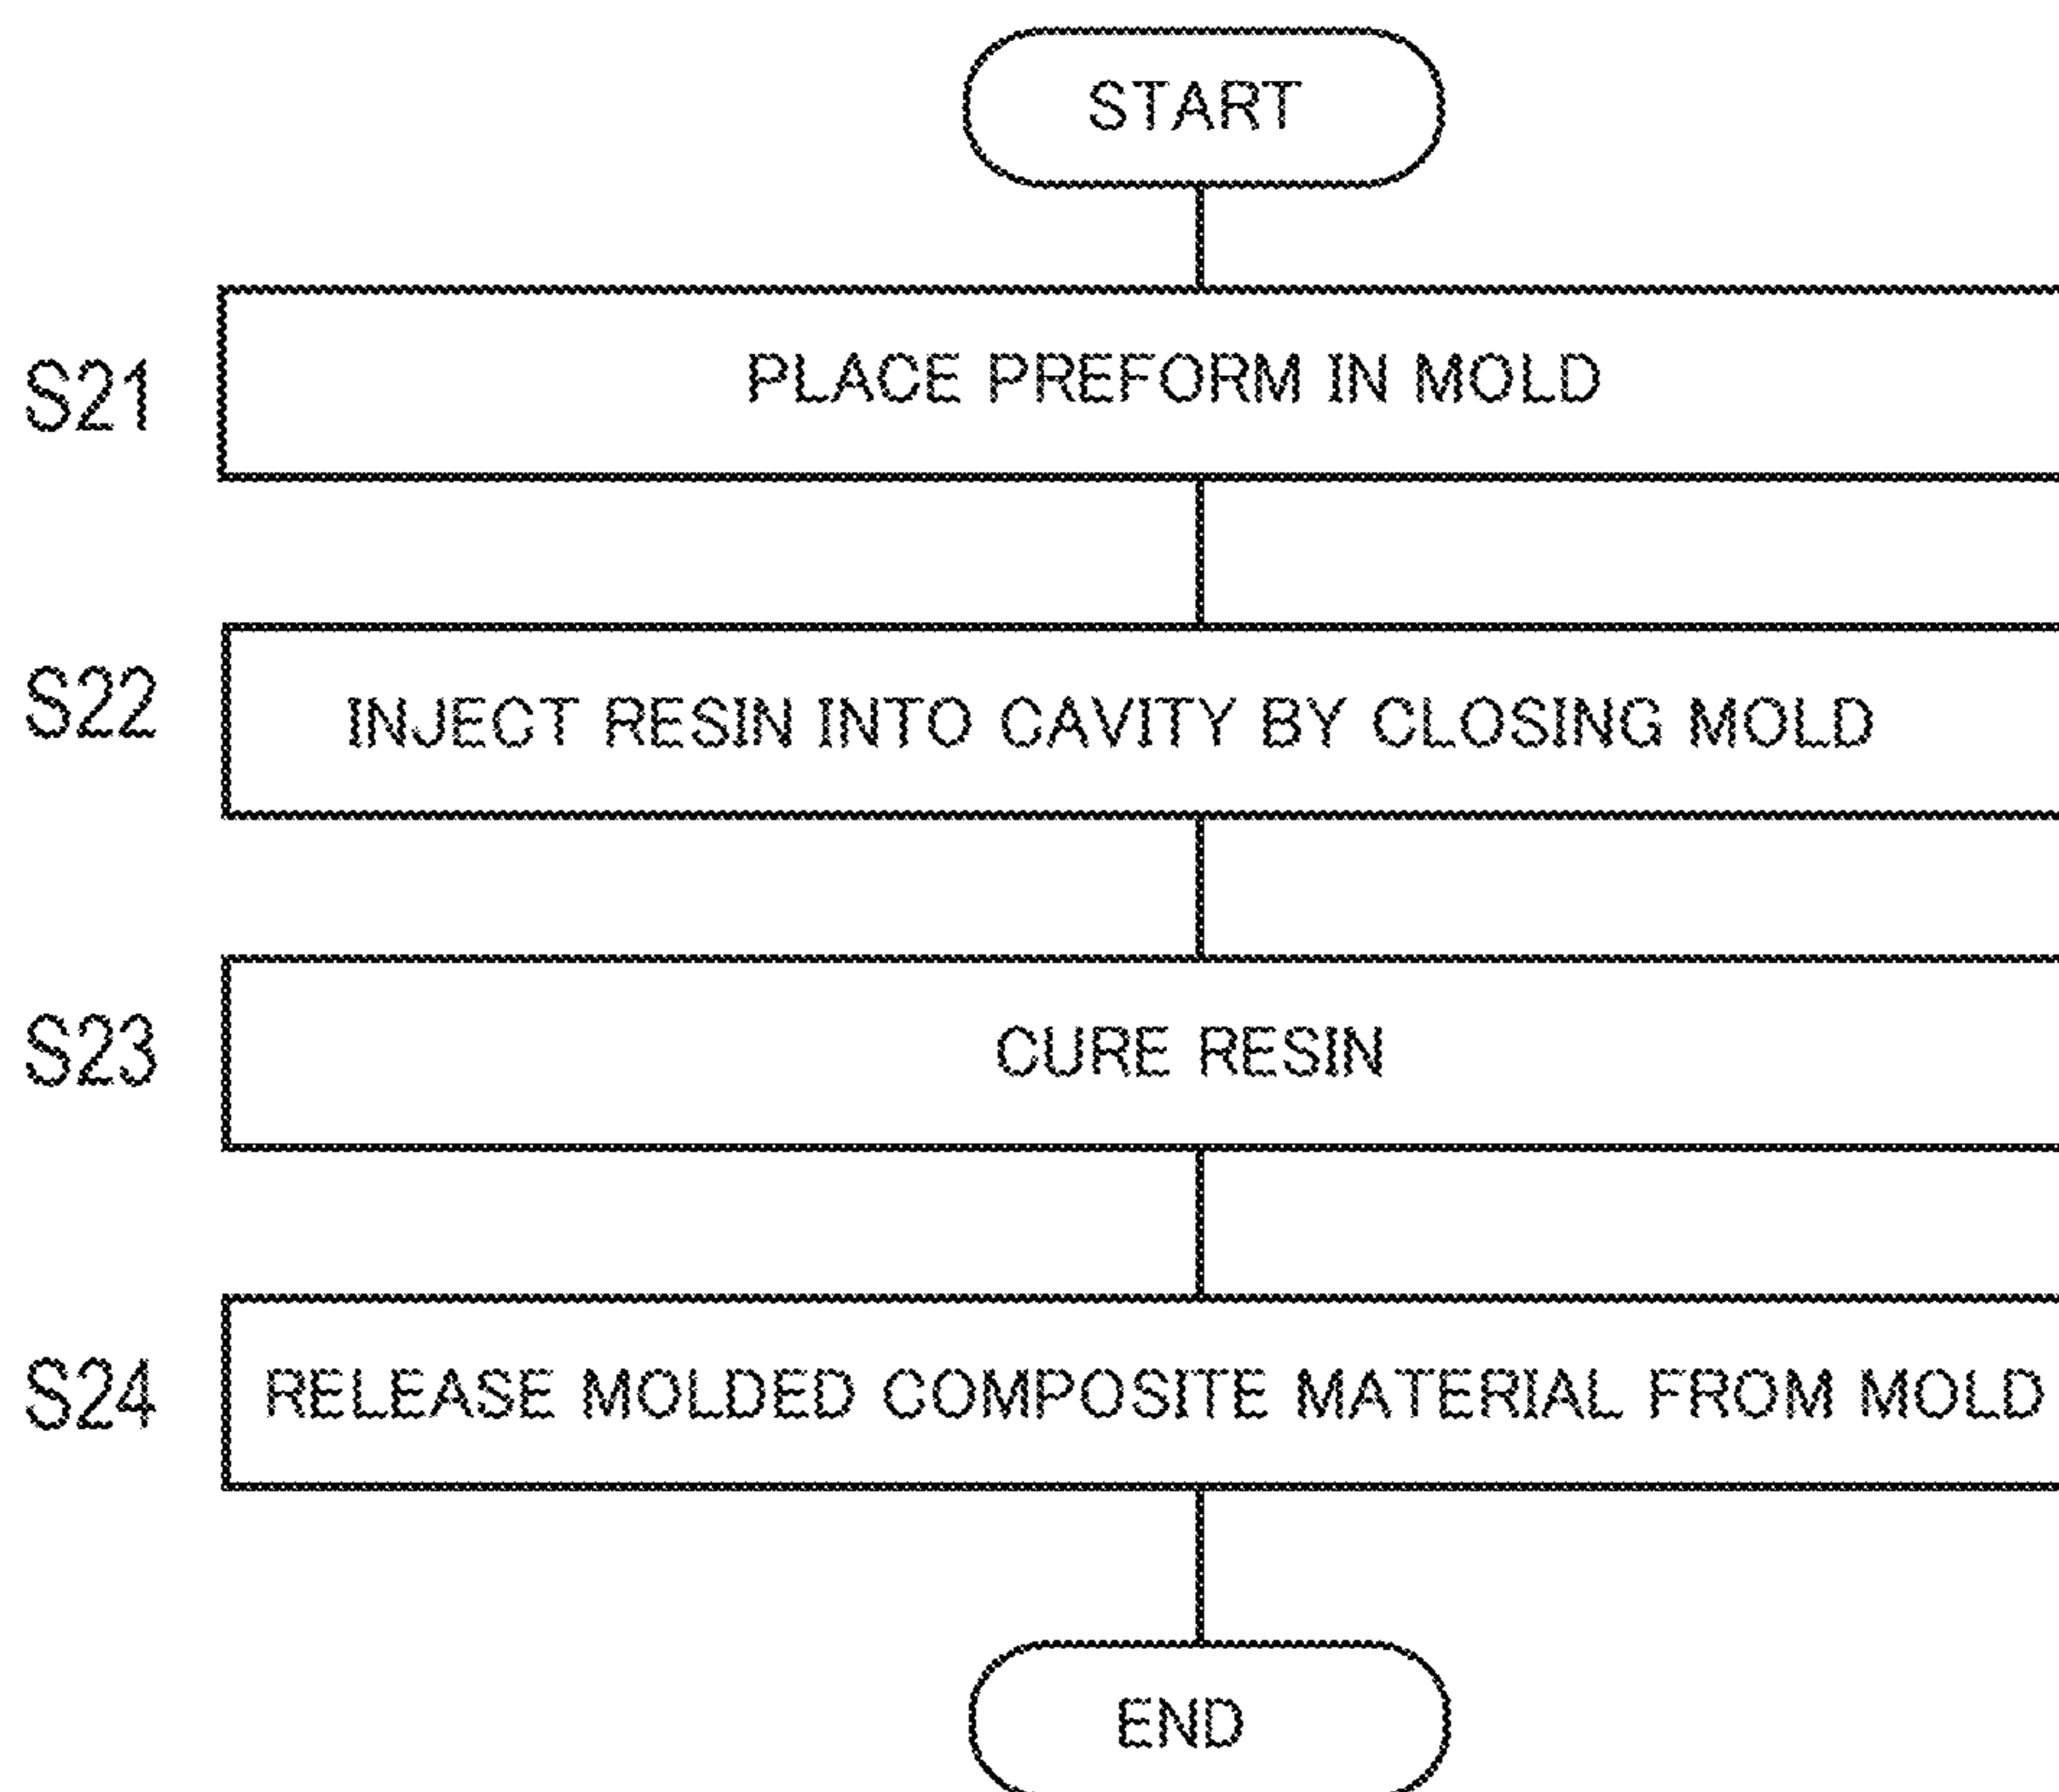 START
S21 PLACE PREFORM IN MOLD
S22 INJECT RESIN INTO CAVITY BY CLOSING MOLD
S23 CURE RESIN
S24 RELEASE MOLDED COMPOSITE MATERIAL FROM MOLD
END